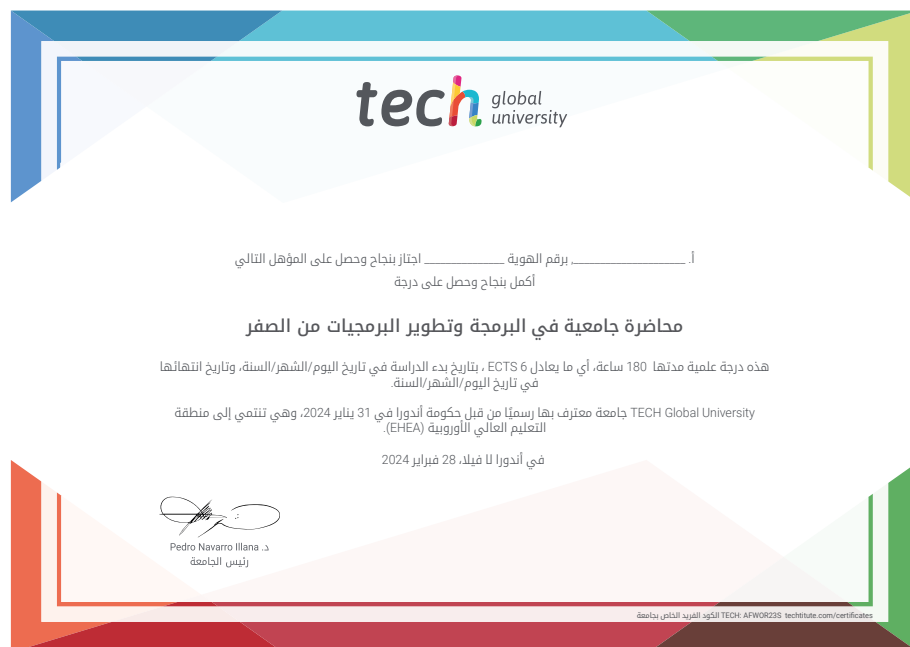 tech global
university
أ. ____________________, برقم الهوية ______________ اجتاز بنجاح وحصل على المؤهل التالي
أكمل بنجاح وحصل على درجة
محاضرة جامعية في البرمجة وتطوير البرمجيات من الصفر
هذه درجة علمية مدتها 180 ساعة، أي ما يعادل 6 ECTS ، بتاريخ بدء الدراسة في تاريخ اليوم/الشهر/السنة، وتاريخ انتهائها
في تاريخ اليوم/الشهر/السنة.
TECH Global University جامعة معترف بها رسميًا من قبل حكومة أندورا في 31 يناير 2024، وهي تنتمي إلى منطقة
التعليم العالي الأوروبية (EHEA).
في أندورا لا فيلا، 28 فبراير 2024
د. Pedro Navarro Illana
رئيس الجامعة
الكود الفريد الخاص بجامعة TECH: AFWOR23S techtitute.com/certificates